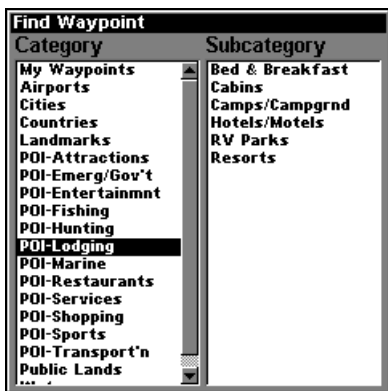 Find Waypoint
Category
Subcategory
My Waypoints
Airports
Cities
Countries
Landmarks
POI-Attractions
POI-Emerg/Gov't
POI-Entertainmnt
POI-Fishing
POI-Hunting
POI-Lodging
POI-Marine
POI-Restaurants
POI-Services
POI-Shopping
POI-Sports
POI-Transport'n
Public Lands
Bed & Breakfast
Cabins
Camps/Campgrnd
Hotels/Motels
RV Parks
Resorts